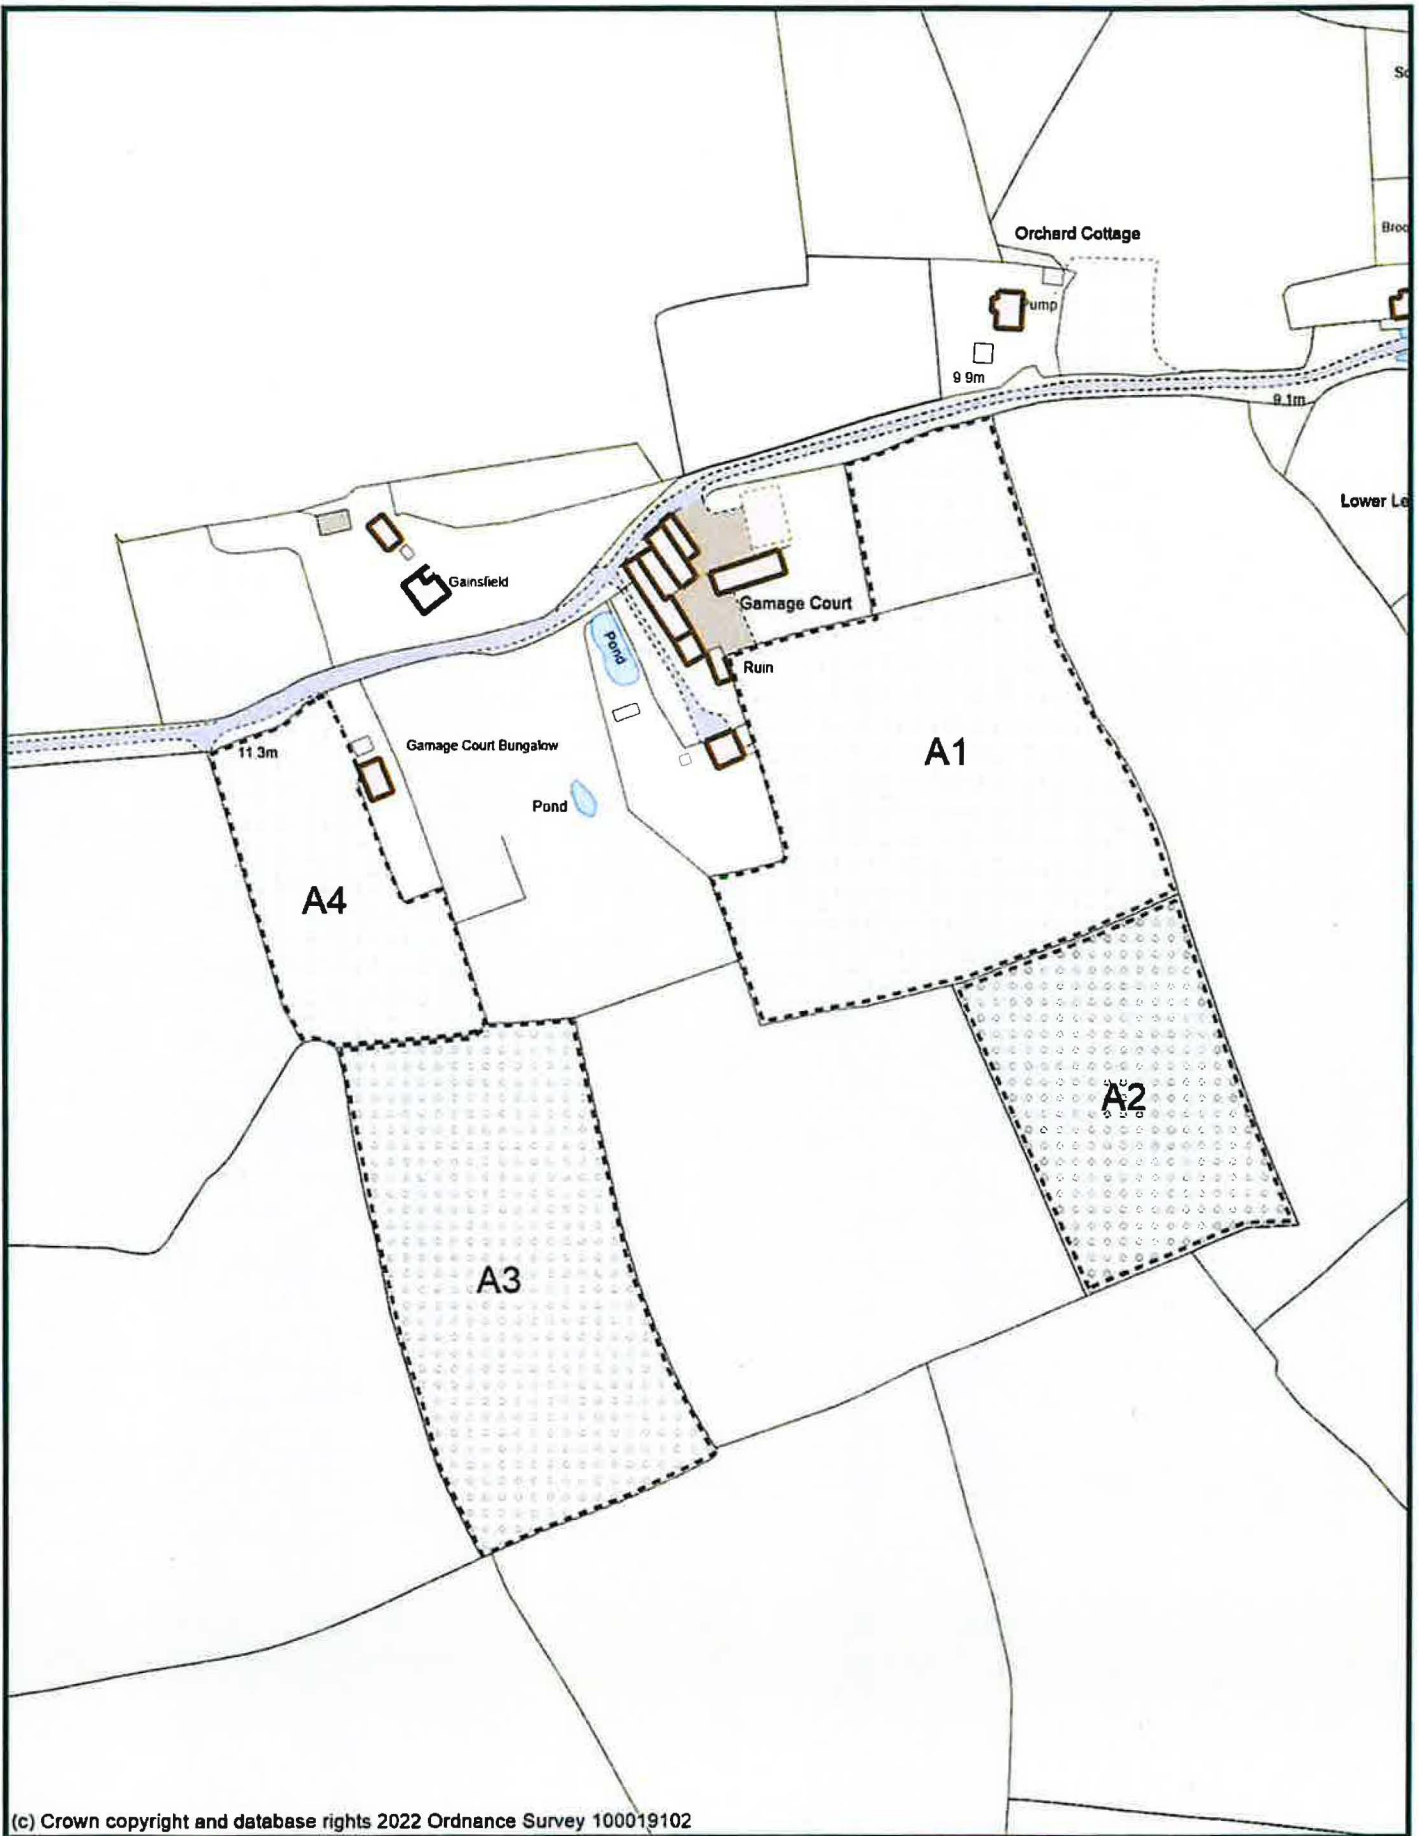 Orchard Cottage
ump
9 9m
9.1m
Lower Le
Gainsfield
Gamage Court
Pond
Ruin
11.3m
Gamage Court Bungalow
Pond
A1
A4
A2
A3
(c) Crown copyright and database rights 2022 Ordnance Survey 100019102